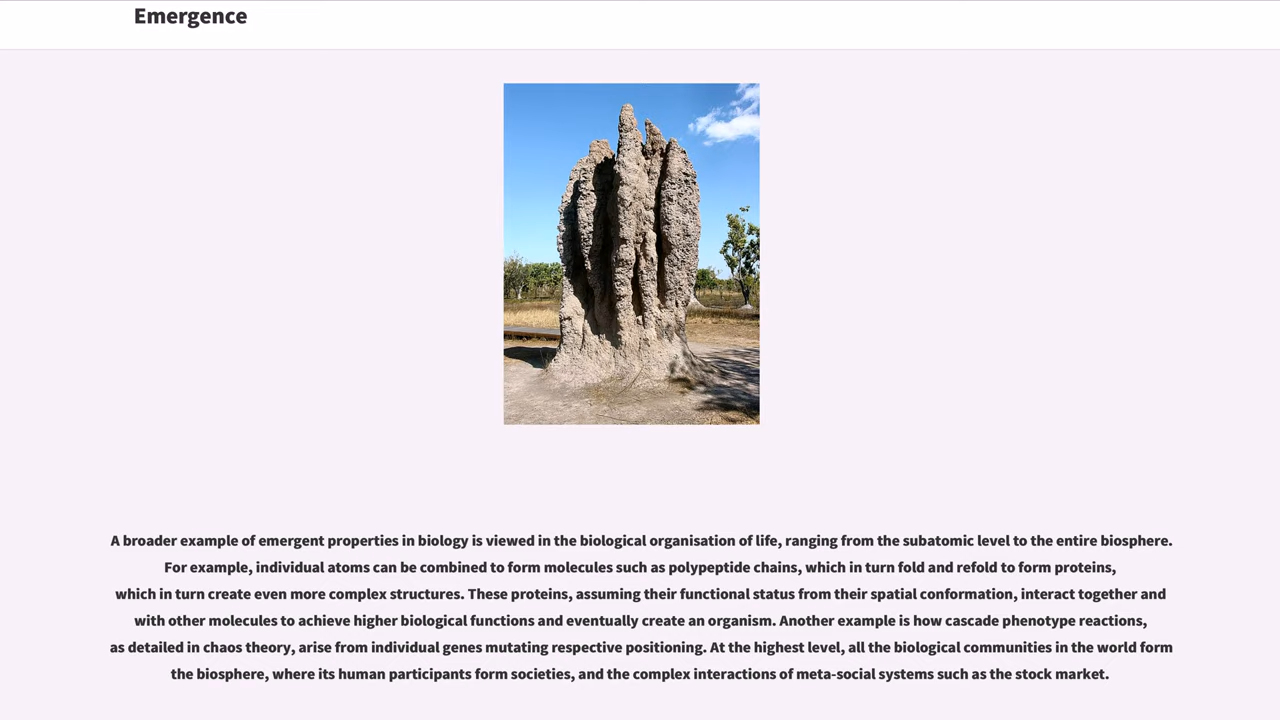 Emergence
A broader example of emergent properties in biology is viewed in the biological organisation of life, ranging from the subatomic level to the entire biosphere.
For example, individual atoms can be combined to form molecules such as polypeptide chains, which in turn fold and refold to form proteins,
which in turn create even more complex structures. These proteins, assuming their functional status from their spatial conformation, interact together and
with other molecules to achieve higher biological functions and eventually create an organism. Another example is how cascade phenotype reactions,
as detailed in chaos theory, arise from individual genes mutating respective positioning. At the highest level, all the biological communities in the world form
the biosphere, where its human participants form societies, and the complex interactions of meta-social systems such as the stock market.